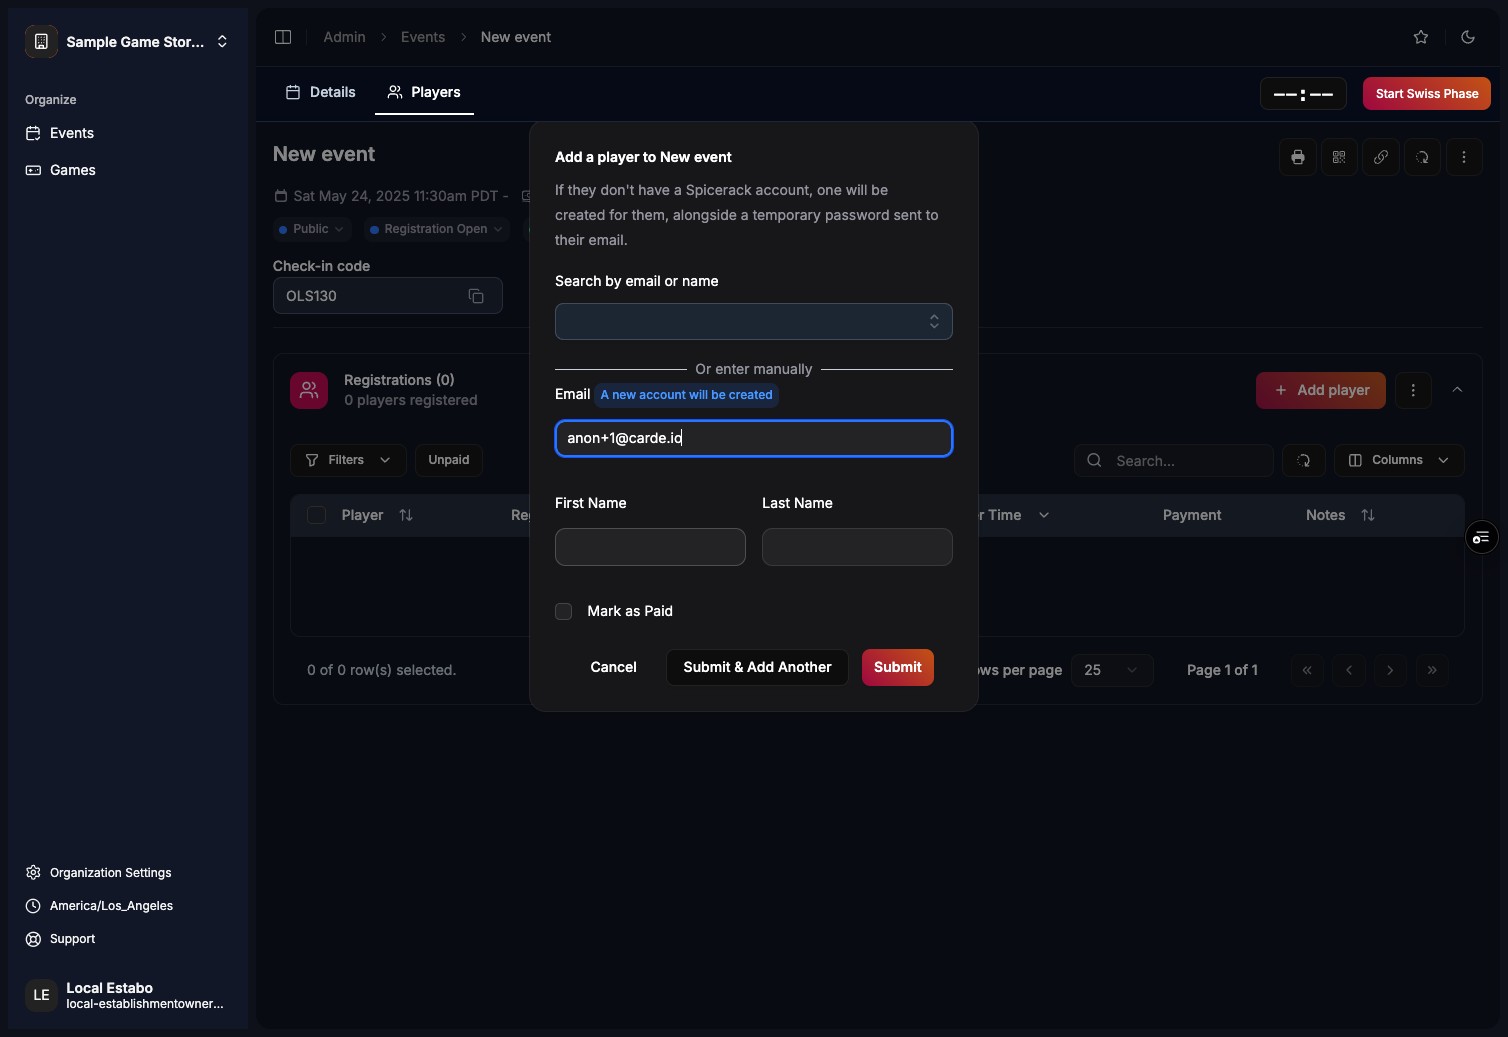 Sample Game Stor...
Organize
Events
Games
Organization Settings
America/Los_Angeles
Support
LE
Local Estabo
local-establishmentowner...
Admin > Events > New event
Details
Players
--:--
Start Swiss Phase
New event
Sat May 24, 2025 11:30am PDT -
Public
Registration Open
Check-in code
OLS130
Registrations (0)
0 players registered
Add player
Filters
Unpaid
Search...
Columns
Player
Time
Payment
Notes
0 of 0 row(s) selected.
per page
25
Page 1 of 1
Add a player to New event
If they don't have a Spicerack account, one will be
created for them, alongside a temporary password sent to
their email.
Search by email or name
Or enter manually
Email A new account will be created
anon+1@carde.io
First Name
Last Name
Mark as Paid
Cancel
Submit & Add Another
Submit